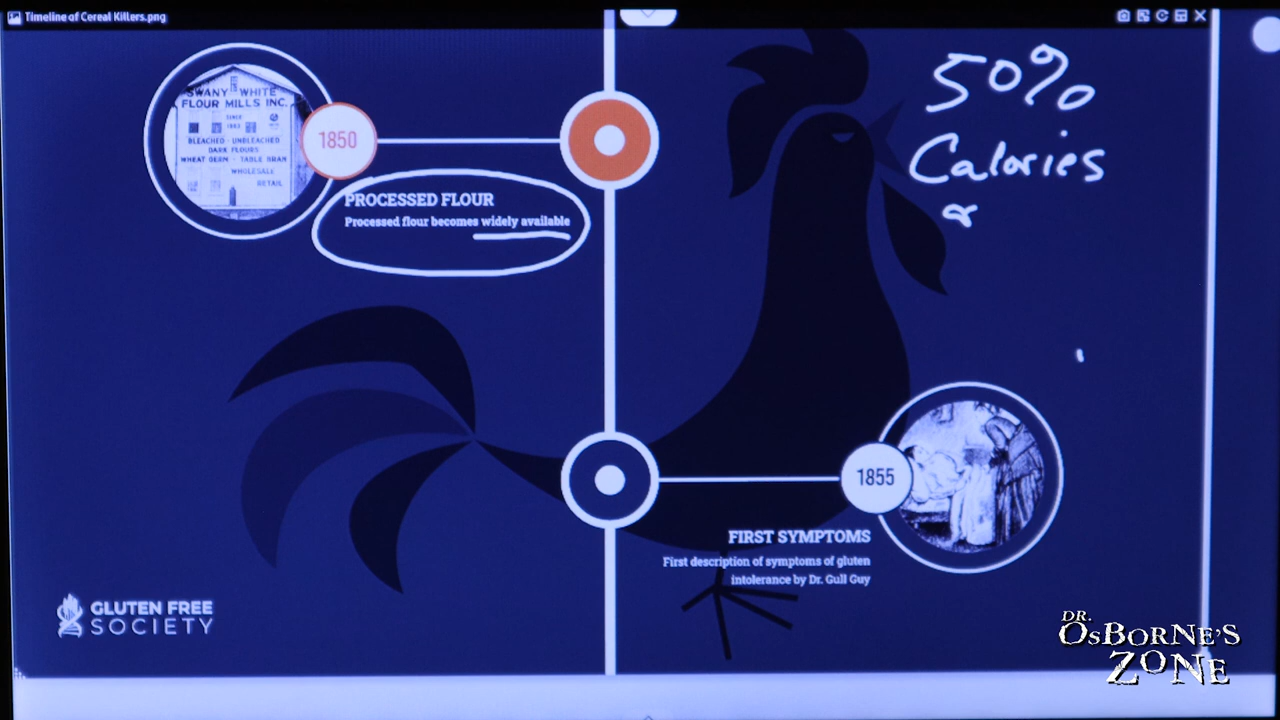 Timeline of Cereal Killers.png
SWANY WHITE
FLOUR MILLS INC.
SINCE
BLEACHED - UNBLEACHED
DARK FLOURS
WHEAT GERM - TABLE BRAN
WHOLESALE
RETAIL
1850
PROCESSED FLOUR
Processed flour becomes widely available
50%
Calories
1855
FIRST SYMPTOMS
First description of symptoms of gluten
intolerance by Dr. Gull Guy
GLUTEN FREE
SOCIETY
DR.
OSBORNE'S
ZONE